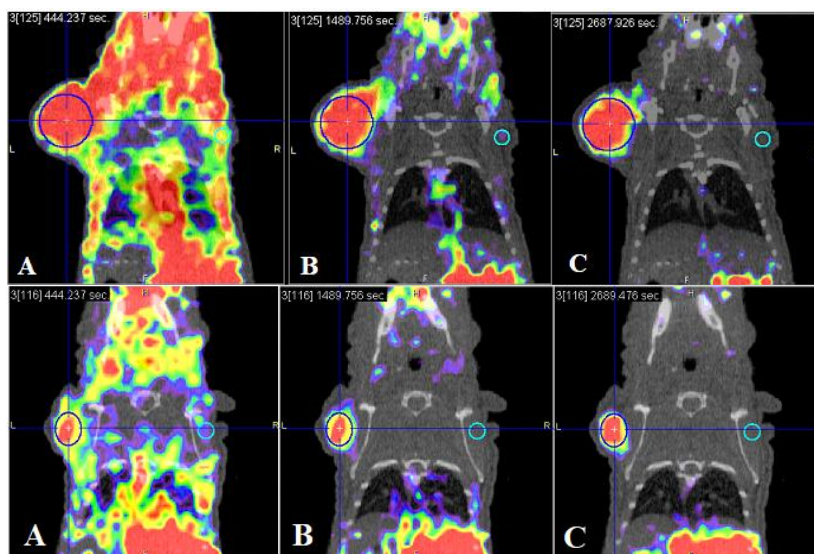 3[125] 444.237 sec. H
3[125] 1489.756 sec. H
3[125] 2687.926 sec. H
L R
L R
L
A F
B F
C
3[116] 444.237 sec. H
3[116] 1489.756 sec. H
3[116] 2689.476 sec. H
L R
L R
L
A
B
C